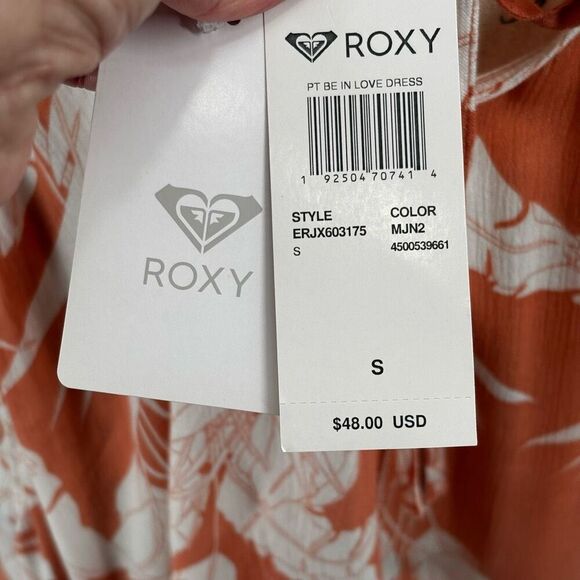 ROXY
ROXY
PT BE IN LOVE DRESS
1 92504 70741 4
STYLE COLOR
ERJX603175 MJN2
S 4500539661
S
$48.00 USD